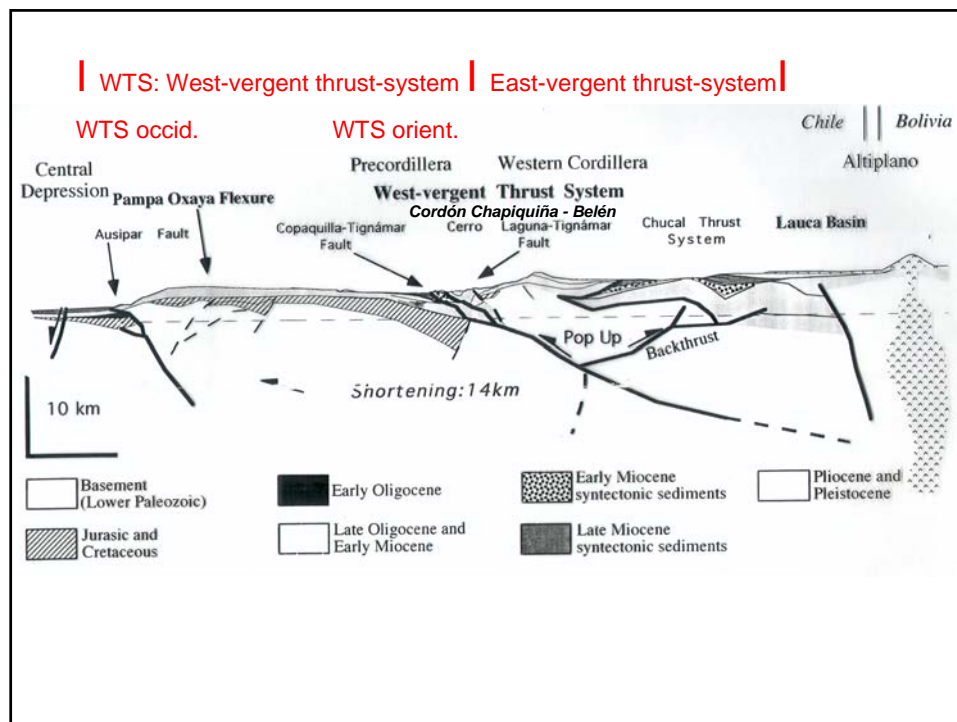 WTS: West-vergent thrust-system East-vergent thrust-system
WTS occid. WTS orient.
Chile Bolivia
Precordillera Western Cordillera Altiplano
Central
Depression
West-vergent Thrust System
Pampa Oxaya Flexure
Cordón Chapiquiña - Belén
Ausipar Fault
Copaquilla-Tignámar
Fault
Cerro Laguna-Tignámar
Fault
Chucal Thrust
System
Lauca Basin
Pop Up
Backthrust
Shortening: 14km
10 km
Basement
(Lower Paleozoic)
Jurasic and
Cretaceous
Early Oligocene
Late Oligocene and
Early Miocene
Early Miocene
syntectonic sediments
Late Miocene
syntectonic sediments
Pliocene and
Pleistocene